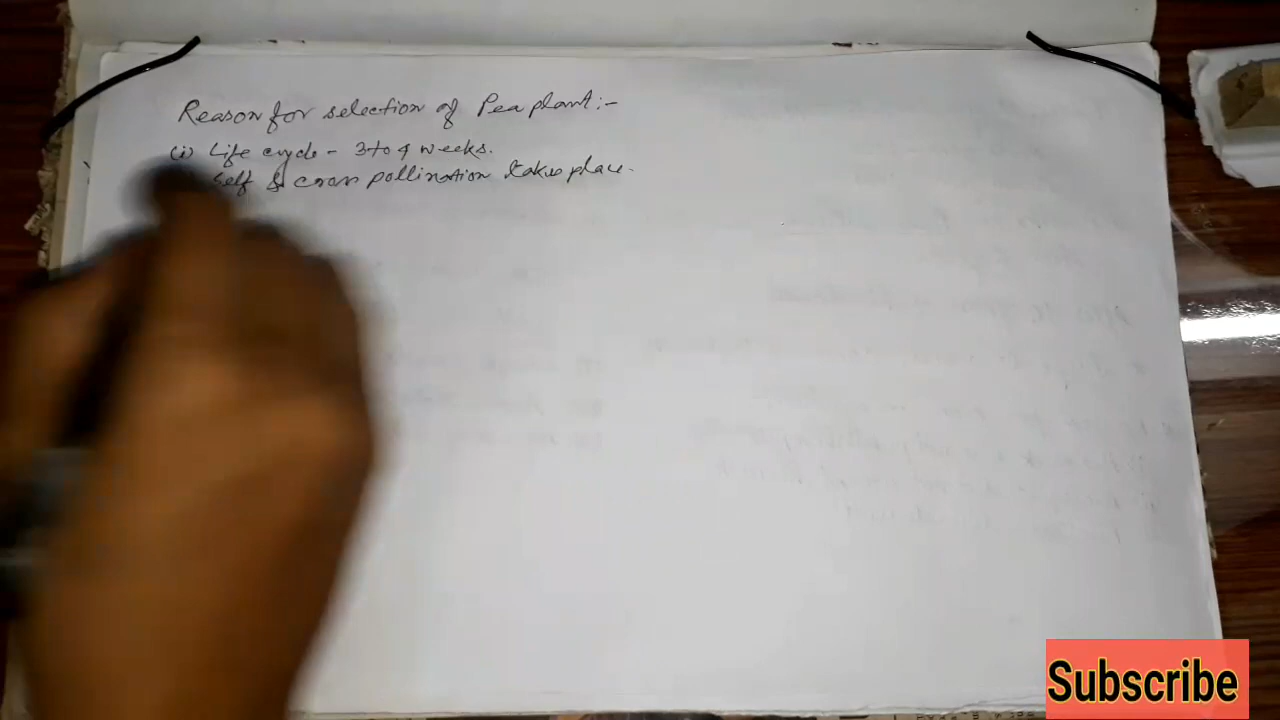 Reason for selection of Pea plant:-
(i) Life cycle - 3 to 4 weeks.
Self & cross pollination takes place.
Subscribe